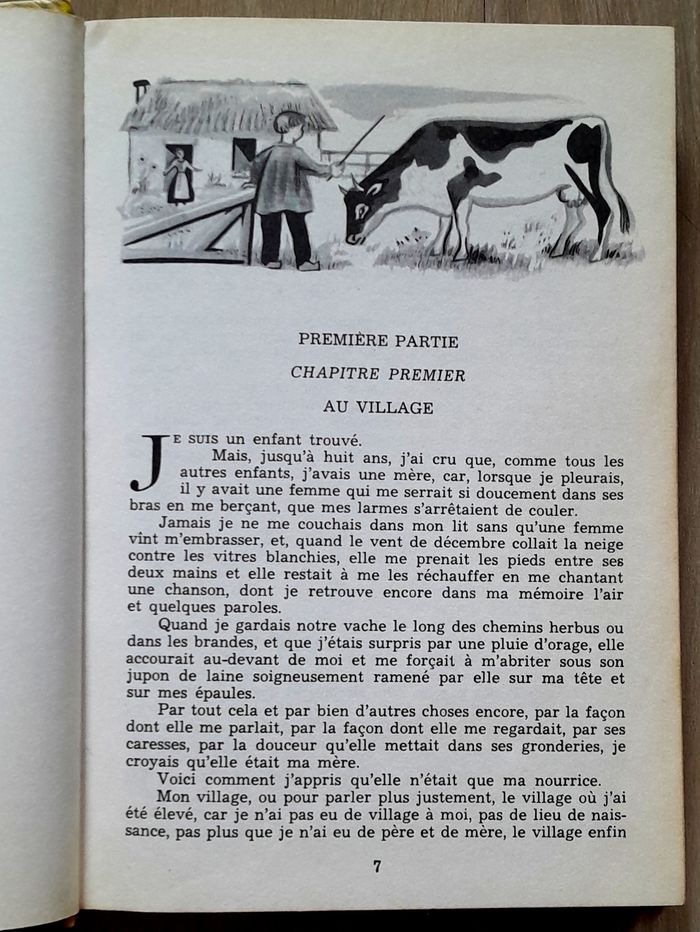 PREMIÈRE PARTIE
CHAPITRE PREMIER
AU VILLAGE
JE SUIS un enfant trouvé.
Mais, jusqu'à huit ans, j'ai cru que, comme tous les
autres enfants, j'avais une mère, car, lorsque je pleurais,
il y avait une femme qui me serrait si doucement dans ses
bras en me berçant, que mes larmes s'arrêtaient de couler.
Jamais je ne me couchais dans mon lit sans qu'une femme
vînt m'embrasser, et, quand le vent de décembre collait la neige
contre les vitres blanchies, elle me prenait les pieds entre ses
deux mains et elle restait à me les réchauffer en me chantant
une chanson, dont je retrouve encore dans ma mémoire l'air
et quelques paroles.
Quand je gardais notre vache le long des chemins herbus ou
dans les brandes, et que j'étais surpris par une pluie d'orage, elle
accourait au-devant de moi et me forçait à m'abriter sous son
jupon de laine soigneusement ramené par elle sur ma tête et
sur mes épaules.
Par tout cela et par bien d'autres choses encore, par la façon
dont elle me parlait, par la façon dont elle me regardait, par ses
caresses, par la douceur qu'elle mettait dans ses gronderies, je
croyais qu'elle était ma mère.
Voici comment j'appris qu'elle n'était que ma nourrice.
Mon village, ou pour parler plus justement, le village où j'ai
été élevé, car je n'ai pas eu de village à moi, pas de lieu de nais-
sance, pas plus que je n'ai eu de père et de mère, le village enfin
7